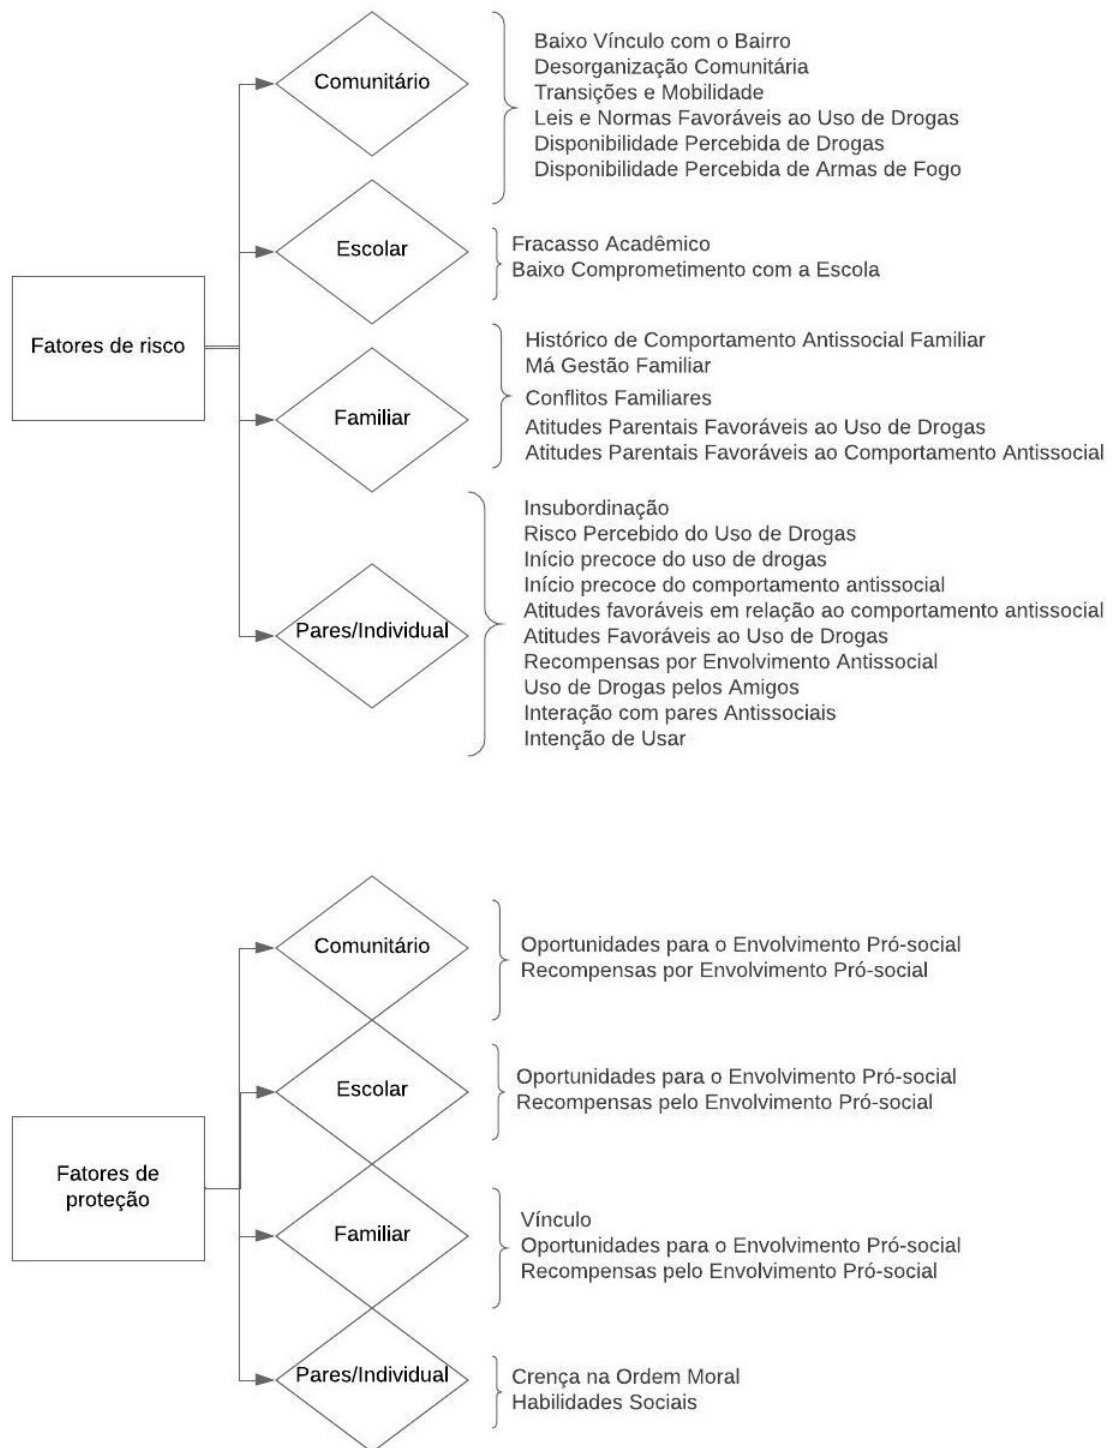 Fatores de risco
Comunitário
Baixo Vínculo com o Bairro
Desorganização Comunitária
Transições e Mobilidade
Leis e Normas Favoráveis ao Uso de Drogas
Disponibilidade Percebida de Drogas
Disponibilidade Percebida de Armas de Fogo
Escolar
Fracasso Acadêmico
Baixo Comprometimento com a Escola
Familiar
Histórico de Comportamento Antissocial Familiar
Má Gestão Familiar
Conflitos Familiares
Atitudes Parentais Favoráveis ao Uso de Drogas
Atitudes Parentais Favoráveis ao Comportamento Antissocial
Pares/Individual
Insubordinação
Risco Percebido do Uso de Drogas
Início precoce do uso de drogas
Início precoce do comportamento antissocial
Atitudes favoráveis em relação ao comportamento antissocial
Atitudes Favoráveis ao Uso de Drogas
Recompensas por Envolvimento Antissocial
Uso de Drogas pelos Amigos
Interação com pares Antissociais
Intenção de Usar
Fatores de
proteção
Comunitário
Oportunidades para o Envolvimento Pró-social
Recompensas por Envolvimento Pró-social
Escolar
Oportunidades para o Envolvimento Pró-social
Recompensas pelo Envolvimento Pró-social
Familiar
Vínculo
Oportunidades para o Envolvimento Pró-social
Recompensas pelo Envolvimento Pró-social
Pares/Individual
Crença na Ordem Moral
Habilidades Sociais